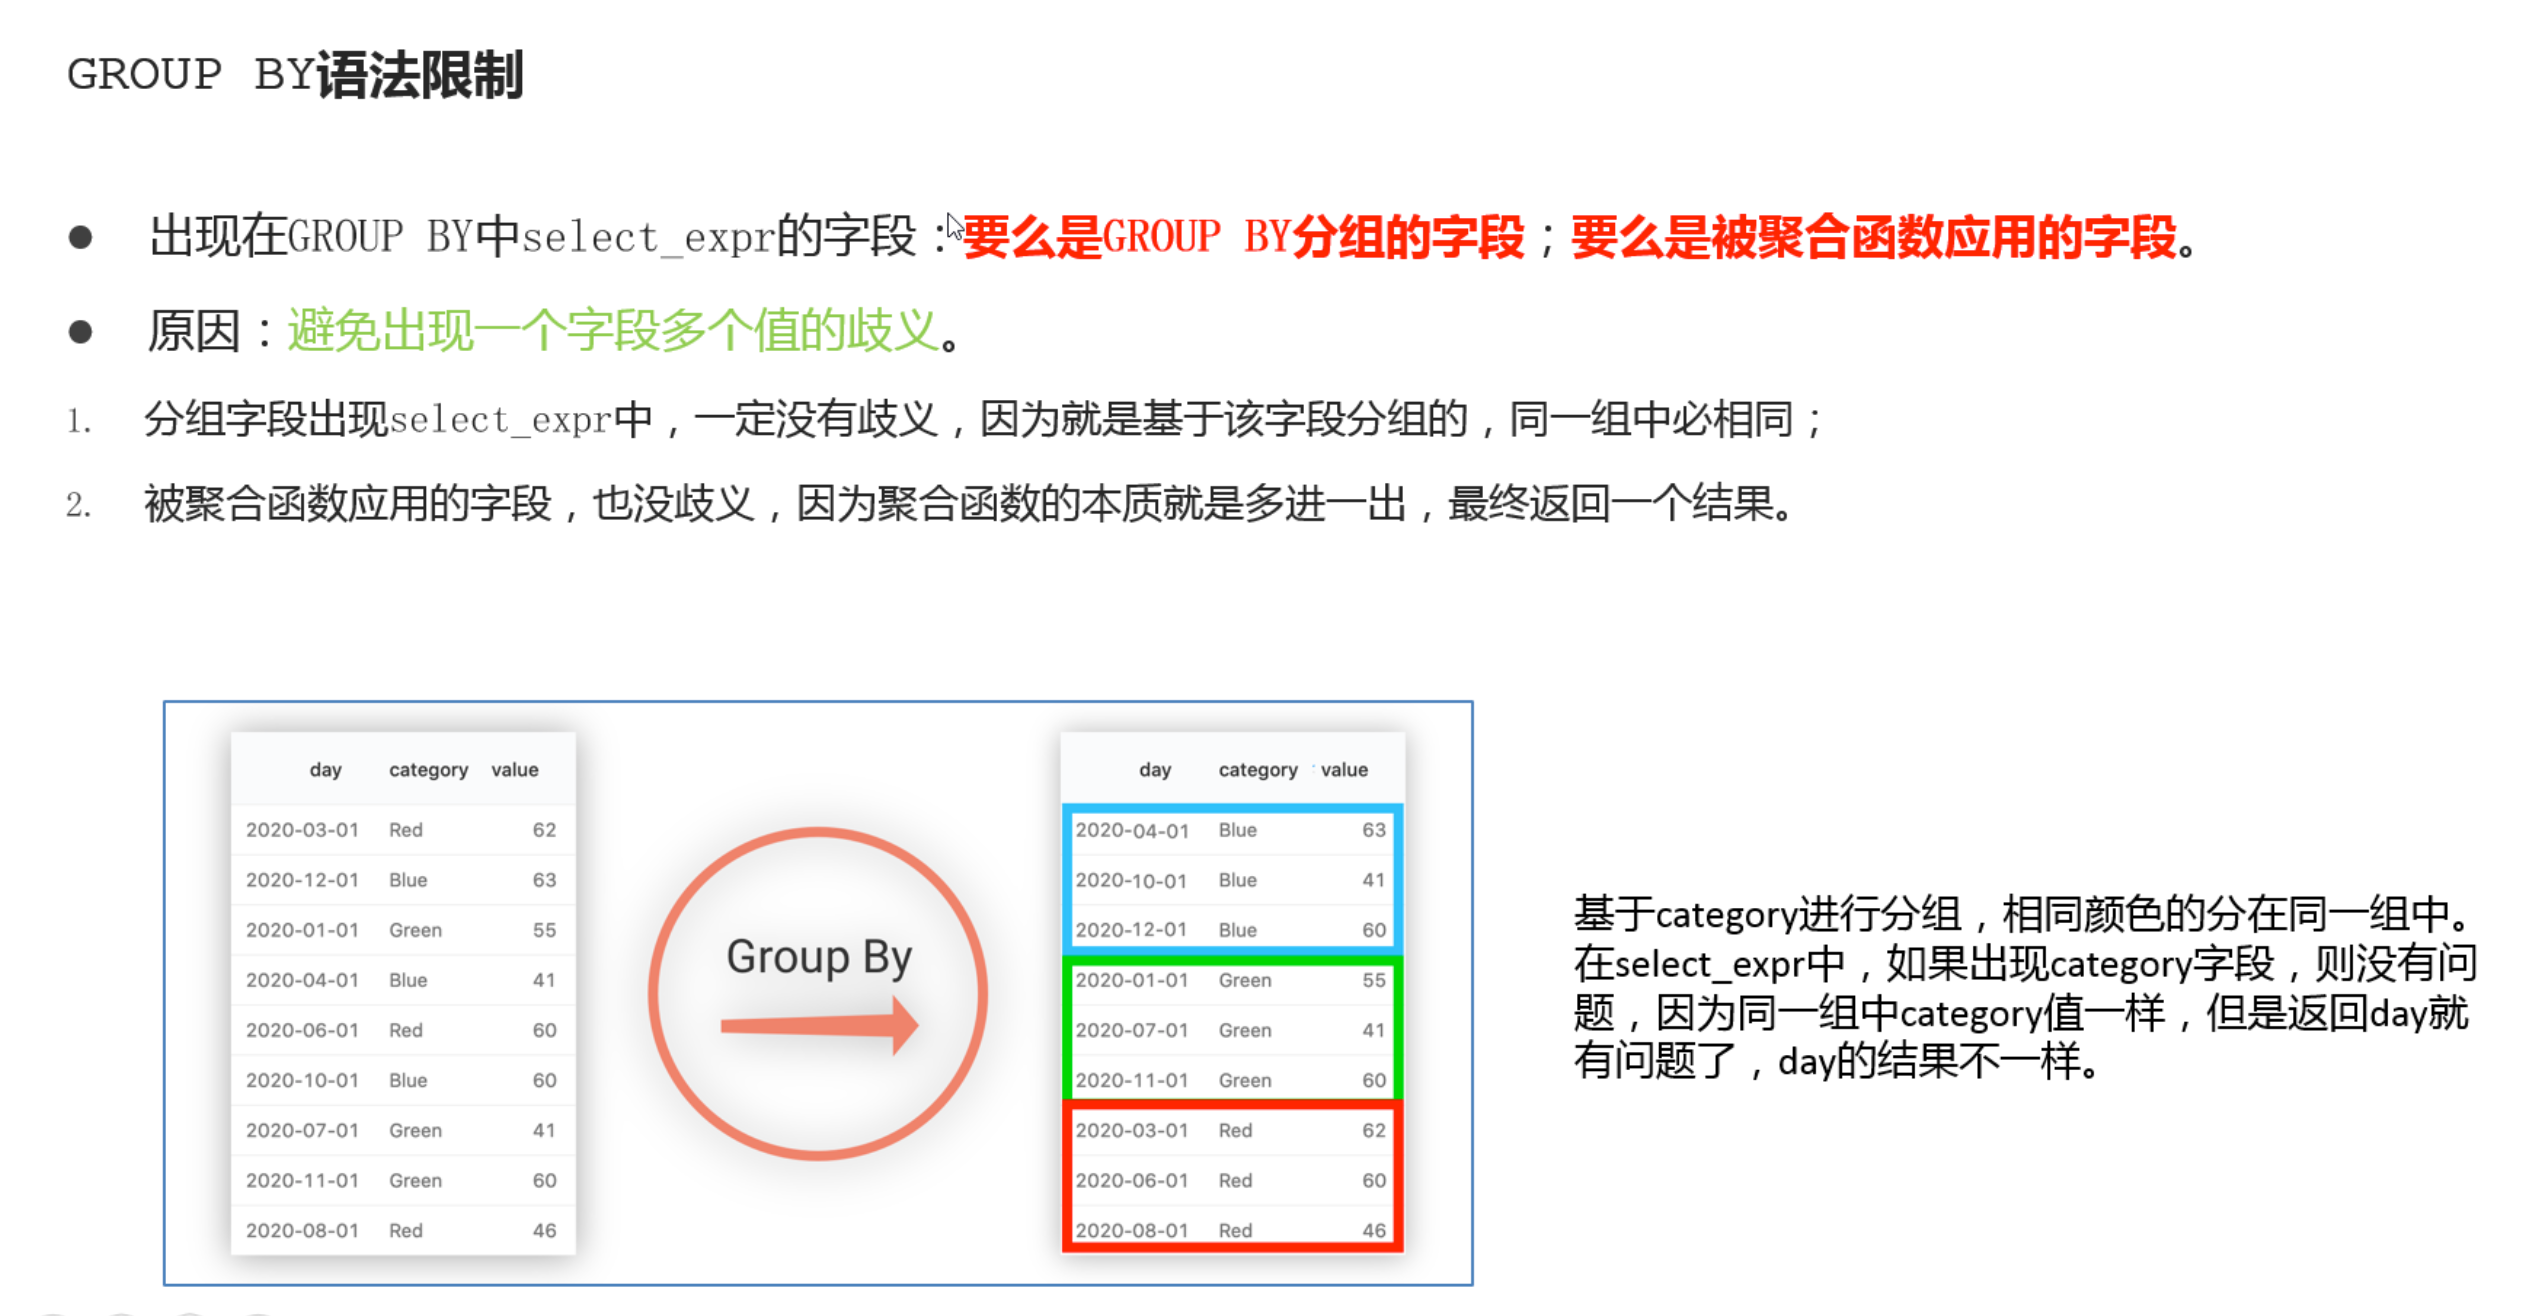 GROUP BY语法限制
● 出现在GROUP BY中select_expr的字段：要么是GROUP BY分组的字段；要么是被聚合函数应用的字段。
● 原因：避免出现一个字段多个值的歧义。
1. 分组字段出现select_expr中，一定没有歧义，因为就是基于该字段分组的，同一组中必相同；
2. 被聚合函数应用的字段，也没歧义，因为聚合函数的本质就是多进一出，最终返回一个结果。
day category value
2020-03-01 Red 62
2020-12-01 Blue 63
2020-01-01 Green 55
2020-04-01 Blue 41
2020-06-01 Red 60
2020-10-01 Blue 60
2020-07-01 Green 41
2020-11-01 Green 60
2020-08-01 Red 46
Group By
day category value
2020-04-01 Blue 63
2020-10-01 Blue 41
2020-12-01 Blue 60
2020-01-01 Green 55
2020-07-01 Green 41
2020-11-01 Green 60
2020-03-01 Red 62
2020-06-01 Red 60
2020-08-01 Red 46
基于category进行分组，相同颜色的分在同一组中。
在select_expr中，如果出现category字段，则没有问
题，因为同一组中category值一样，但是返回day就
有问题了，day的结果不一样。